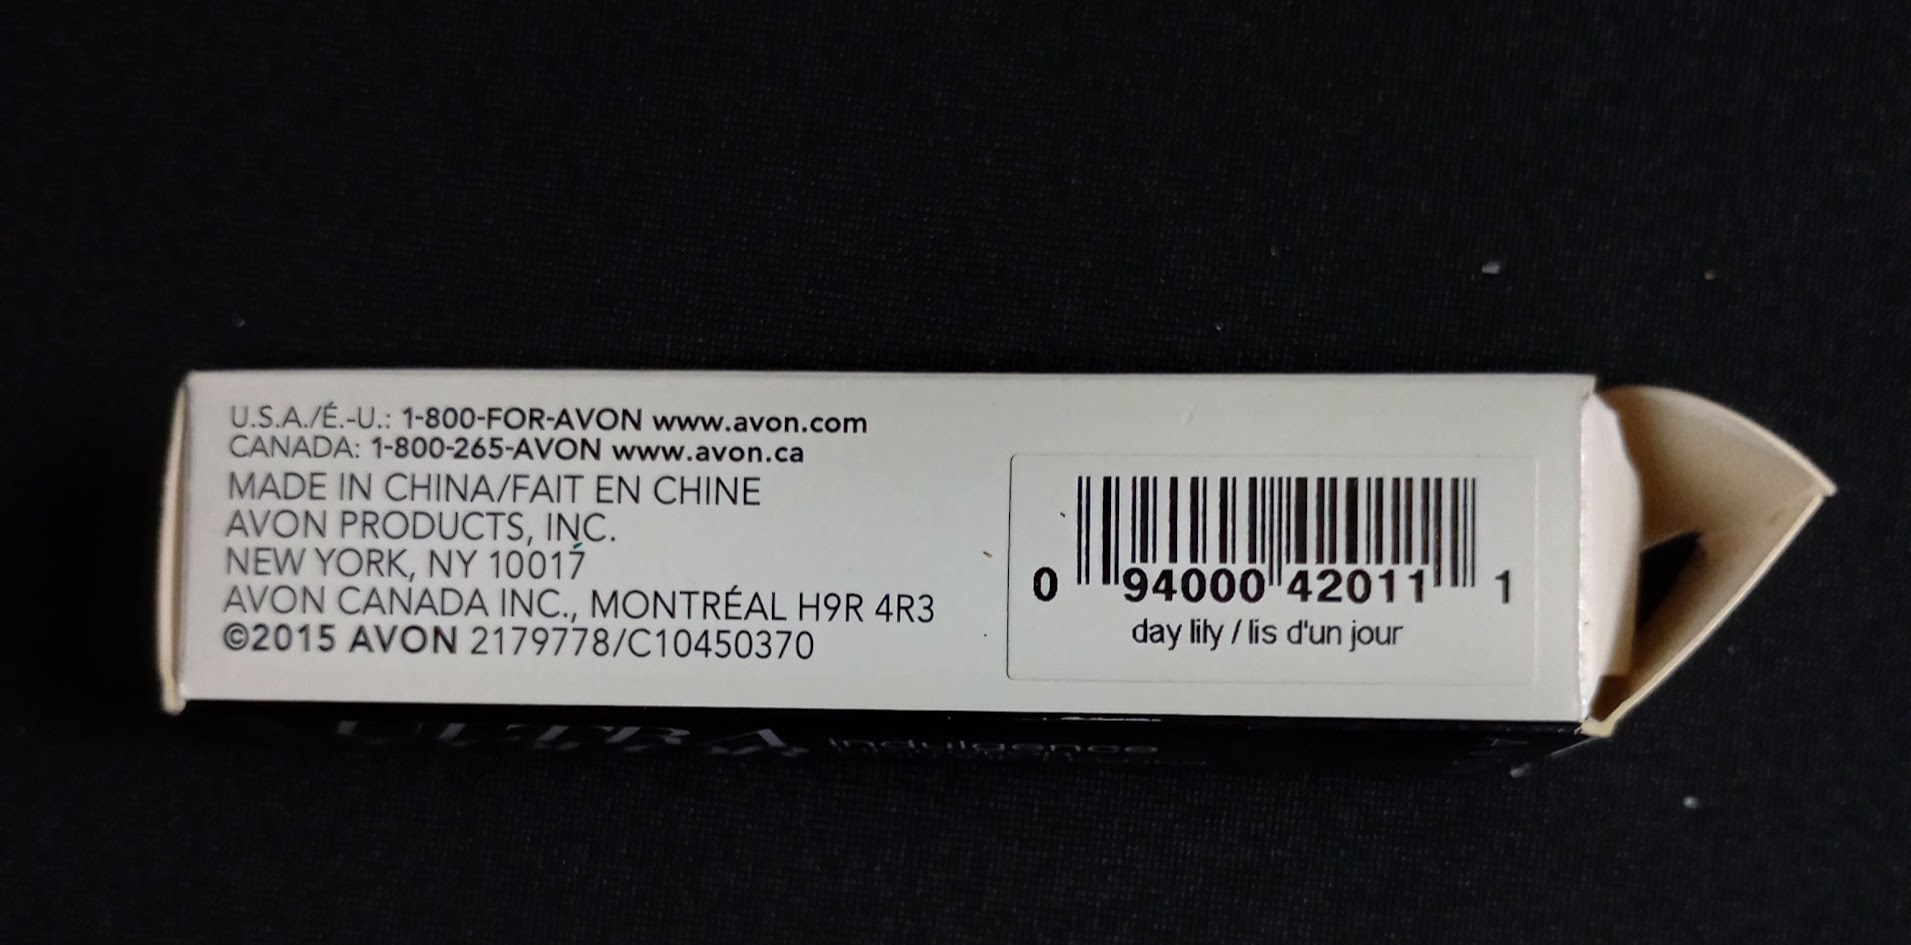 U.S.A./É.-U.: 1-800-FOR-AVON www.avon.com
CANADA: 1-800-265-AVON www.avon.ca
MADE IN CHINA/FAIT EN CHINE
AVON PRODUCTS, INC.
NEW YORK, NY 10017
AVON CANADA INC., MONTRÉAL H9R 4R3
©2015 AVON 2179778/C10450370
0 94000 42011 1
day lily / lis d'un jour
ULTRA indulgence